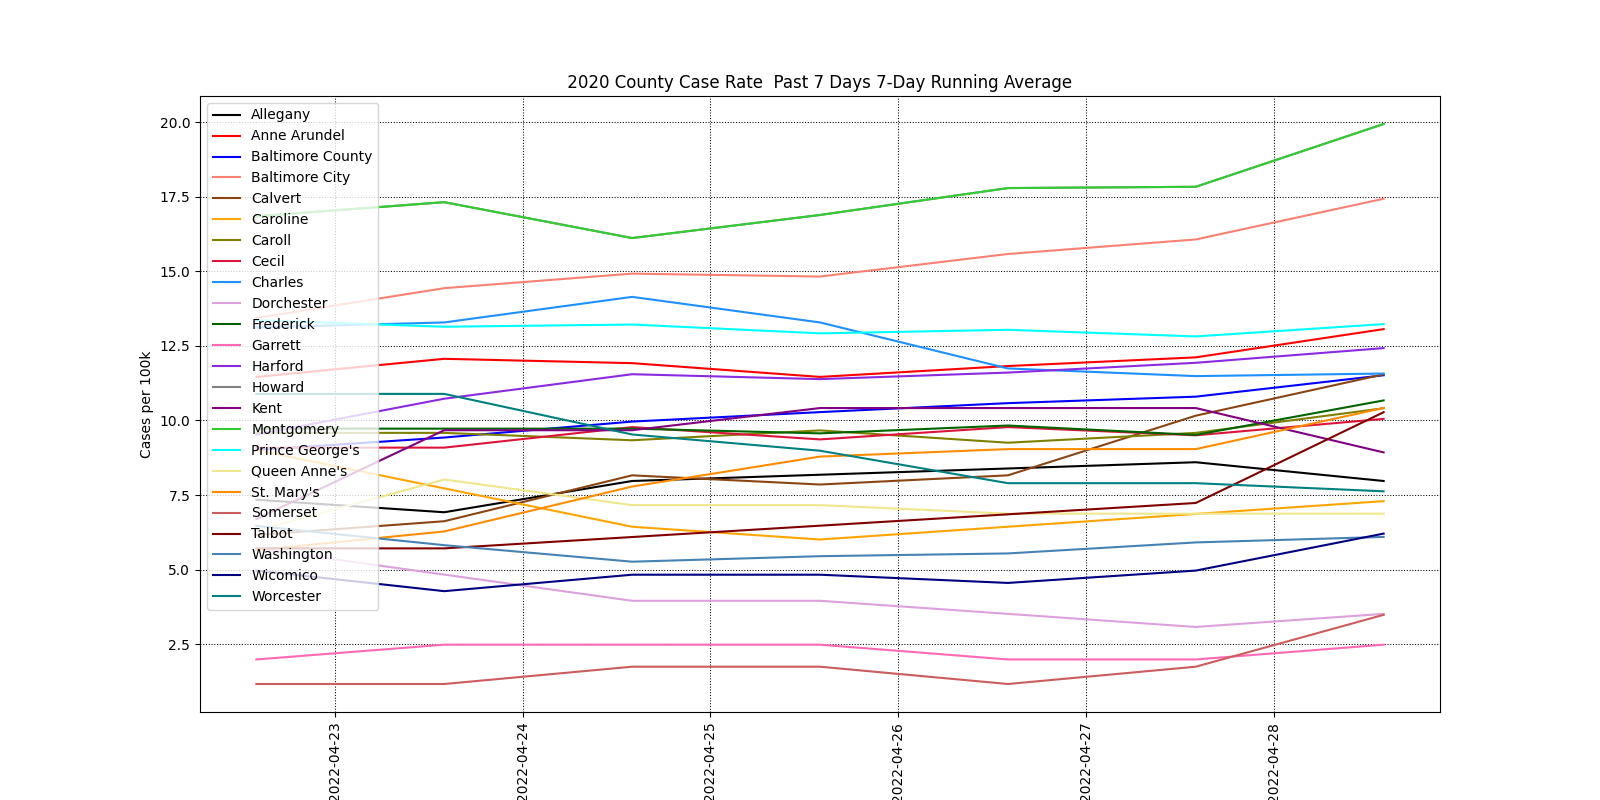 2020 County Case Rate  Past 7 Days 7-Day Running Average
Cases per 100k
20.0
17.5
15.0
12.5
10.0
7.5
5.0
2.5
Allegany
Anne Arundel
Baltimore County
Baltimore City
Calvert
Caroline
Caroll
Cecil
Charles
Dorchester
Frederick
Garrett
Harford
Howard
Kent
Montgomery
Prince George's
Queen Anne's
St. Mary's
Somerset
Talbot
Washington
Wicomico
Worcester
2022-04-23
2022-04-24
2022-04-25
2022-04-26
2022-04-27
2022-04-28